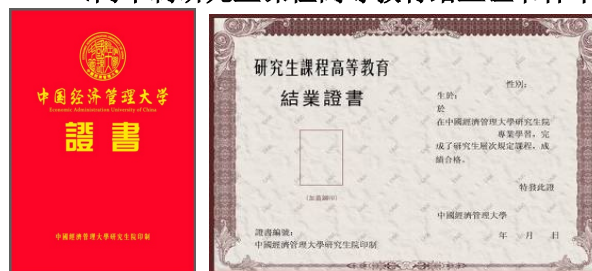 中国经济管理大学
Economic Administration University of China
證書
中國經濟管理大學研究生院印制
研究生課程高等教育
結業證書
(加蓋鋼印)
證書編號：
中國經濟管理大學研究生院印制
性別：
生於：
於
在中國經濟管理大學研究生院
專業學習，完
成了研究生層次規定課程，成
績合格。
特發此證
中國經濟管理大學
年 月 日